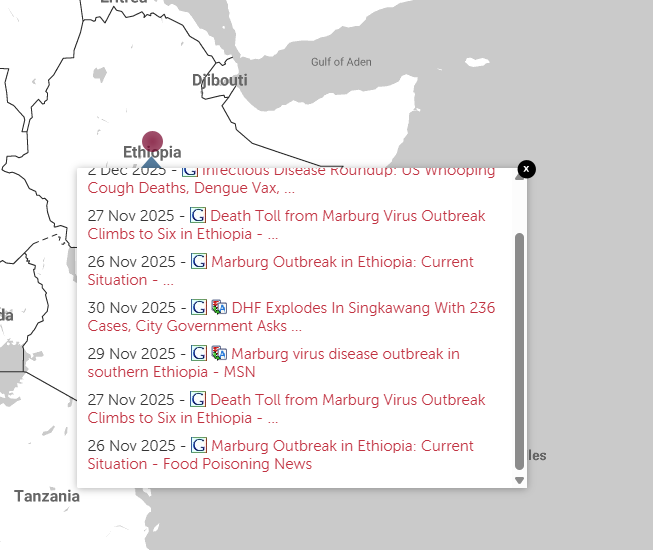 Eritrea
Gulf of Aden
Djibouti
Ethiopia
x
2 Dec 2025 - G Infectious Disease Roundup: US Whooping
Cough Deaths, Dengue Vax, ...
27 Nov 2025 - G Death Toll from Marburg Virus Outbreak
Climbs to Six in Ethiopia - ...
26 Nov 2025 - G Marburg Outbreak in Ethiopia: Current
Situation - ...
30 Nov 2025 - G DHF Explodes In Singkawang With 236
Cases, City Government Asks ...
29 Nov 2025 - G Marburg virus disease outbreak in
southern Ethiopia - MSN
27 Nov 2025 - G Death Toll from Marburg Virus Outbreak
Climbs to Six in Ethiopia - ...
26 Nov 2025 - G Marburg Outbreak in Ethiopia: Current
Situation - Food Poisoning News
da
les
Tanzania